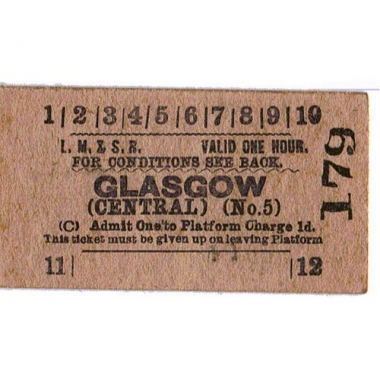 1|2|3|4|5|6|7|8|9|10
L. M. & S. R. VALID ONE HOUR.
FOR CONDITIONS SEE BACK.
GLASGOW
(CENTRAL) (No.5)
(C) Admit One to Platform Charge 1d.
This ticket must be given up on leaving Platform
11| |12
179